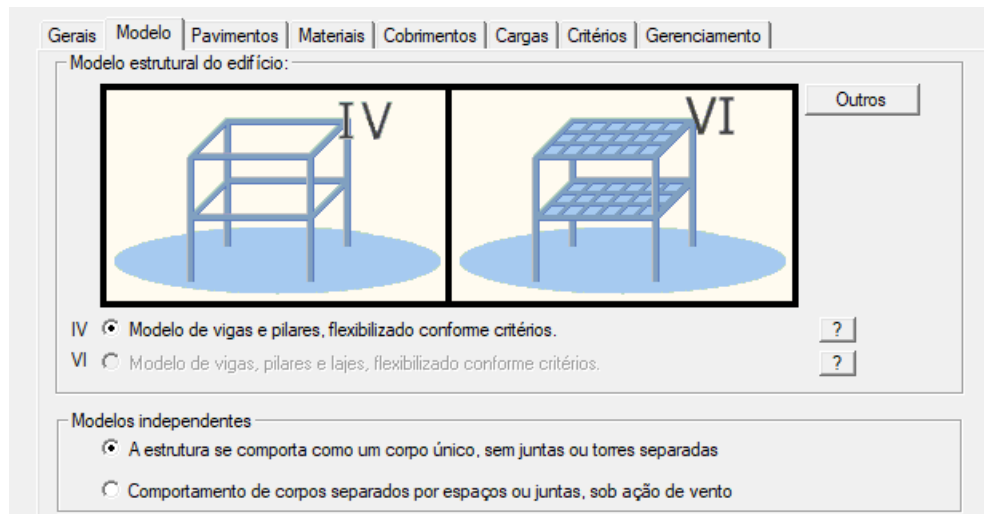 Gerais Modelo Pavimentos Materiais Cobrimentos Cargas Critérios Gerenciamento
Modelo estrutural do edifício:
IV VI Outros
IV Modelo de vigas e pilares, flexibilizado conforme critérios. ?
VI Modelo de vigas, pilares e lajes, flexibilizado conforme critérios. ?
Modelos independentes
A estrutura se comporta como um corpo único, sem juntas ou torres separadas
Comportamento de corpos separados por espaços ou juntas, sob ação de vento